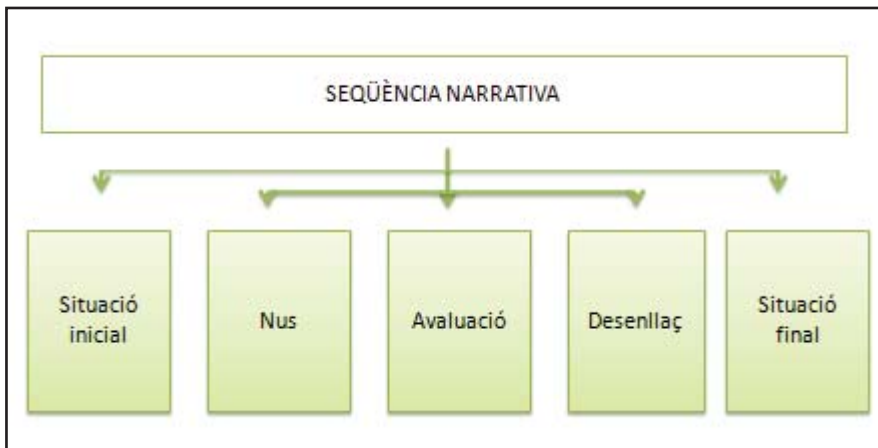 SEQÜÈNCIA NARRATIVA
Situació
inicial
Nus
Avaluació
Desenllaç
Situació
final